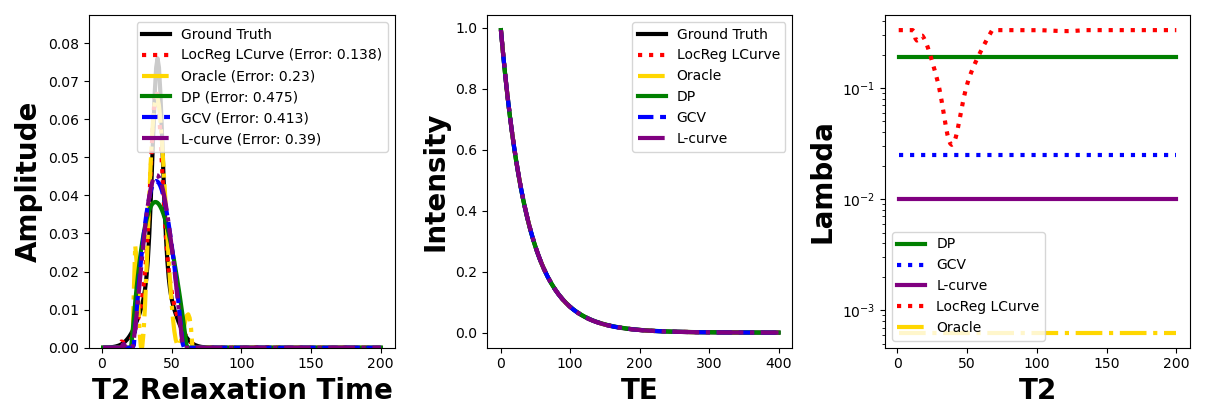 Amplitude
0.08
0.07
0.06
0.05
0.04
0.03
0.02
0.01
0.00
0
50
100
150
200
T2 Relaxation Time
Ground Truth
LocReg LCurve (Error: 0.138)
Oracle (Error: 0.23)
DP (Error: 0.475)
GCV (Error: 0.413)
L-curve (Error: 0.39)
Intensity
1.0
0.8
0.6
0.4
0.2
0.0
0
100
200
300
400
TE
Ground Truth
LocReg LCurve
Oracle
DP
GCV
L-curve
Lambda
10⁻¹
10⁻²
10⁻³
0
50
100
150
200
T2
DP
GCV
L-curve
LocReg LCurve
Oracle